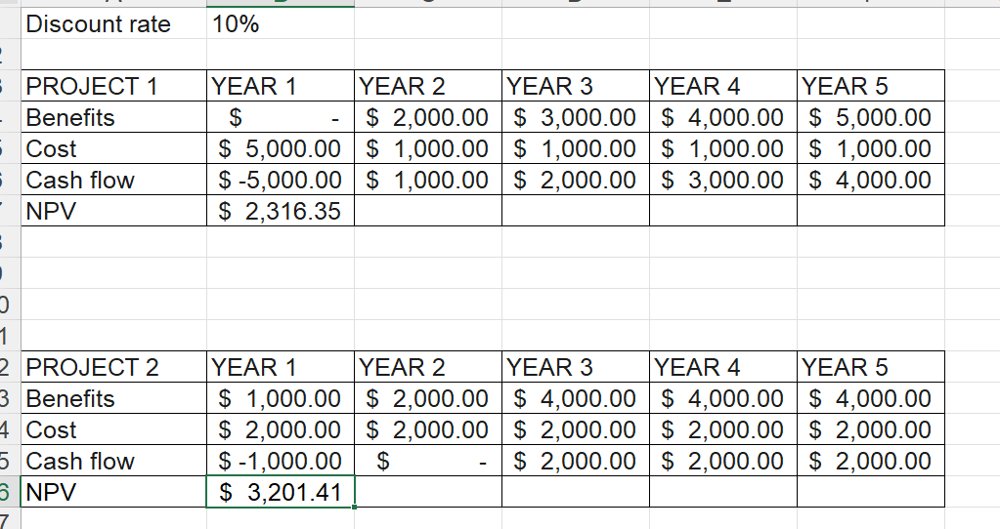 Discount rate 10%
PROJECT 1 YEAR 1 YEAR 2 YEAR 3 YEAR 4 YEAR 5
Benefits $ - $ 2,000.00 $ 3,000.00 $ 4,000.00 $ 5,000.00
Cost $ 5,000.00 $ 1,000.00 $ 1,000.00 $ 1,000.00 $ 1,000.00
Cash flow $ -5,000.00 $ 1,000.00 $ 2,000.00 $ 3,000.00 $ 4,000.00
NPV $ 2,316.35
PROJECT 2 YEAR 1 YEAR 2 YEAR 3 YEAR 4 YEAR 5
Benefits $ 1,000.00 $ 2,000.00 $ 4,000.00 $ 4,000.00 $ 4,000.00
Cost $ 2,000.00 $ 2,000.00 $ 2,000.00 $ 2,000.00 $ 2,000.00
Cash flow $ -1,000.00 $ - $ 2,000.00 $ 2,000.00 $ 2,000.00
NPV $ 3,201.41